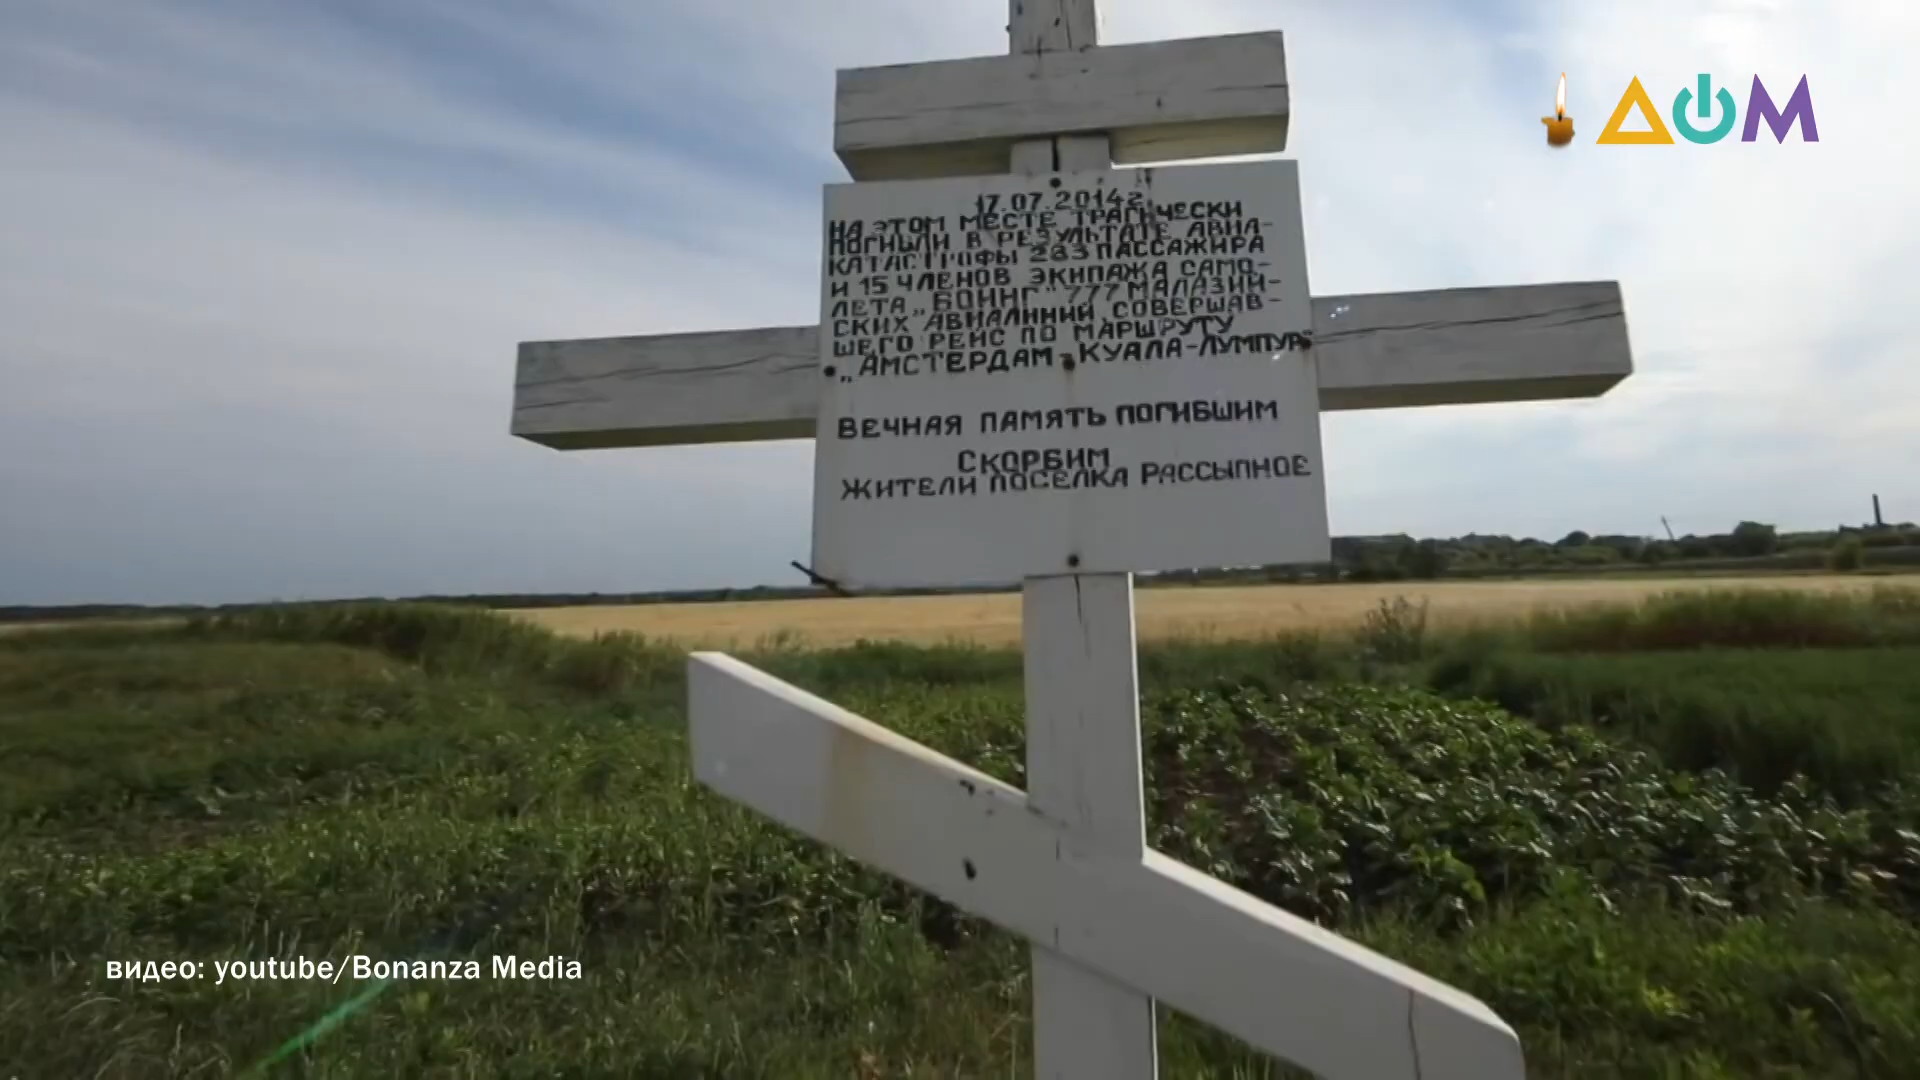 ДОМ
17.07.2014г.
НА ЭТОМ МЕСТЕ ТРАГИЧЕСКИ
ПОГИБЛИ В РЕЗУЛЬТАТЕ АВИА-
КАТАСТРОФЫ 283 ПАССАЖИРА
И 15 ЧЛЕНОВ ЭКИПАЖА САМО-
ЛЕТА „БОИНГ" 777 МАЛАЗИЙ-
СКИХ АВИАЛИНИЙ, СОВЕРШАВ-
ШЕГО РЕЙС ПО МАРШРУТУ
„АМСТЕРДАМ - КУАЛА-ЛУМПУР"
ВЕЧНАЯ ПАМЯТЬ ПОГИБШИМ
СКОРБИМ
ЖИТЕЛИ ПОСЕЛКА РАССЫПНОЕ
видео: youtube/Bonanza Media